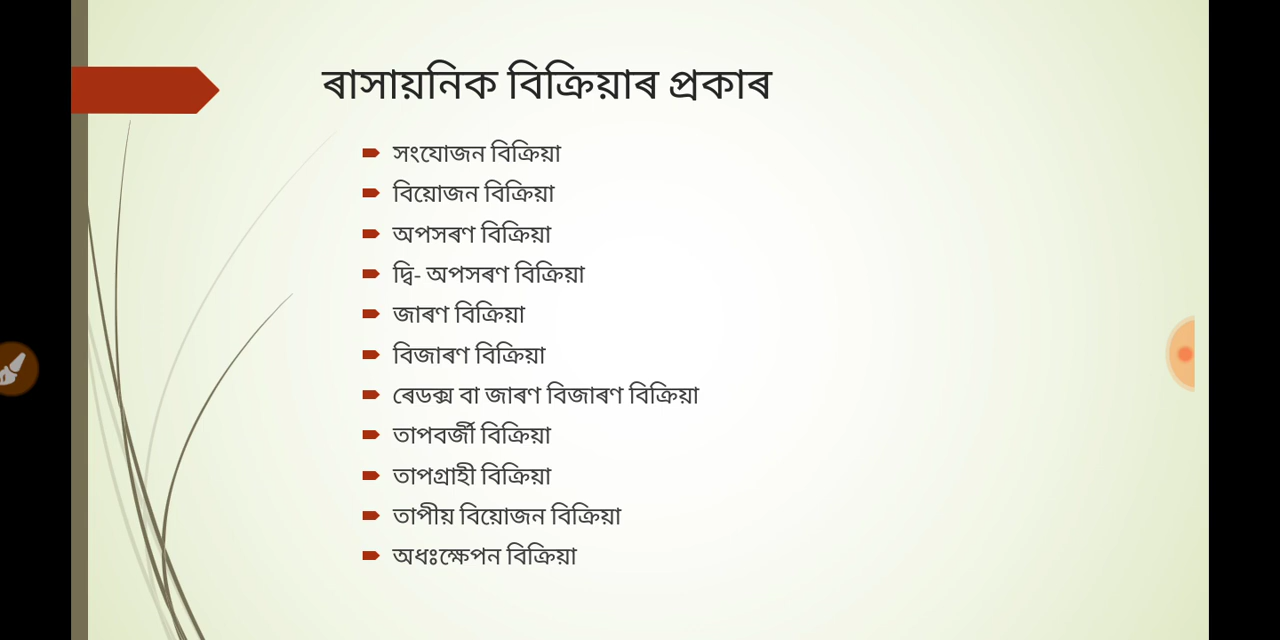 ৰাসায়নিক বিক্ৰিয়াৰ প্ৰকাৰ
সংযোজন বিক্ৰিয়া
বিয়োজন বিক্ৰিয়া
অপসৰণ বিক্ৰিয়া
দ্বি- অপসৰণ বিক্ৰিয়া
জাৰণ বিক্ৰিয়া
বিজাৰণ বিক্ৰিয়া
ৰেডক্স বা জাৰণ বিজাৰণ বিক্ৰিয়া
তাপবৰ্জী বিক্ৰিয়া
তাপগ্ৰাহী বিক্ৰিয়া
তাপীয় বিয়োজন বিক্ৰিয়া
অধঃক্ষেপন বিক্ৰিয়া